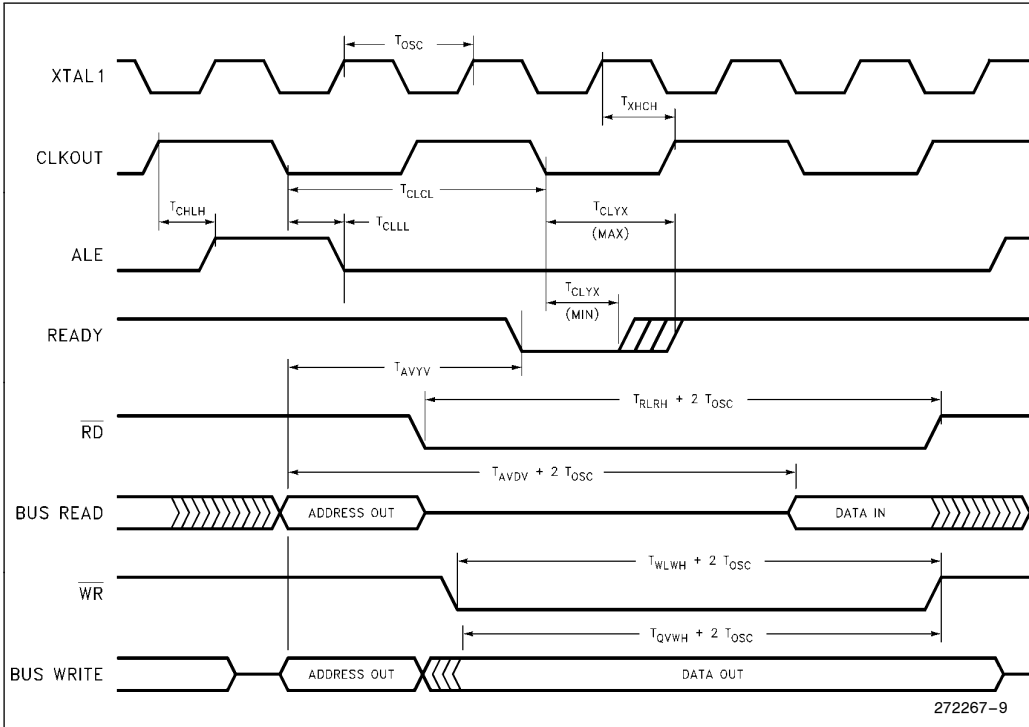 T_OSC
XTAL1
T_XHCH
CLKOUT
T_CLCL
T_CHLH
T_CLLL
T_CLYX
(MAX)
ALE
T_CLYX
(MIN)
READY
T_AVYV
T_RLRH + 2 T_OSC
RD
T_AVDV + 2 T_OSC
BUS READ
ADDRESS OUT
DATA IN
T_WLWH + 2 T_OSC
WR
T_QVWH + 2 T_OSC
BUS WRITE
ADDRESS OUT
DATA OUT
272267-9